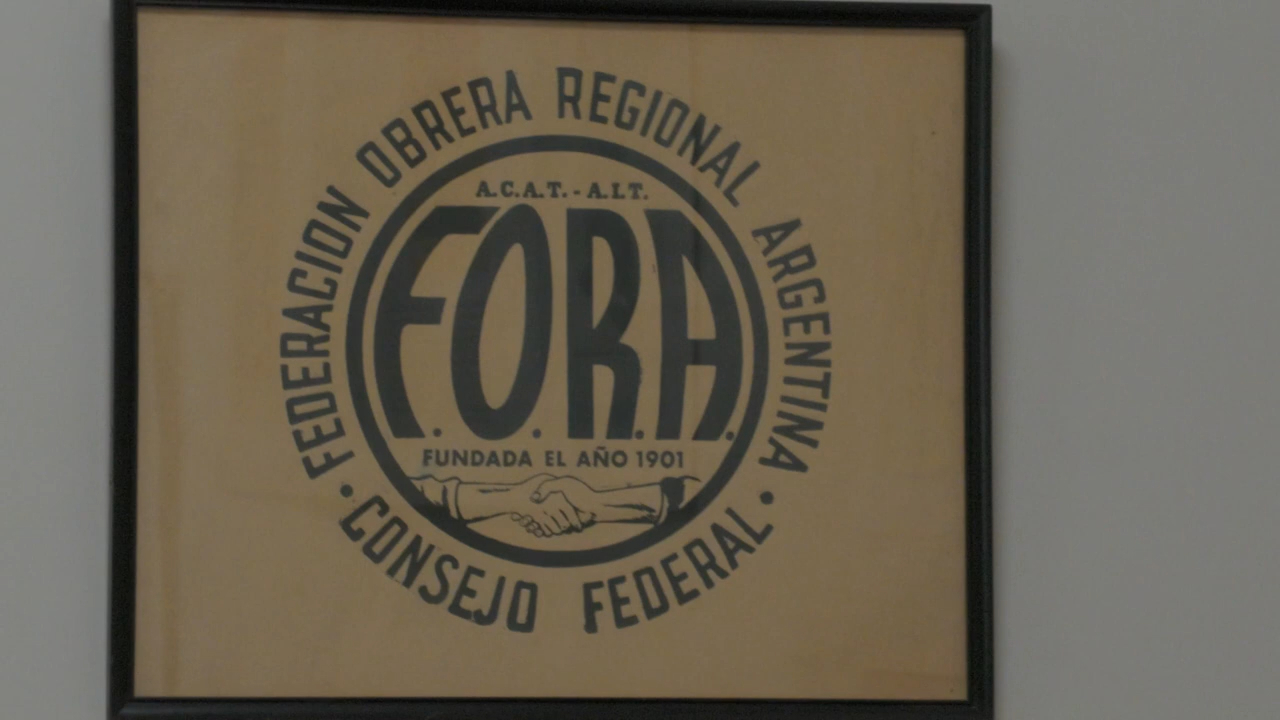 FEDERACION OBRERA REGIONAL ARGENTINA
A.C.A.T. - A.I.T.
F.O.R.A.
FUNDADA EL AÑO 1901
• CONSEJO FEDERAL •